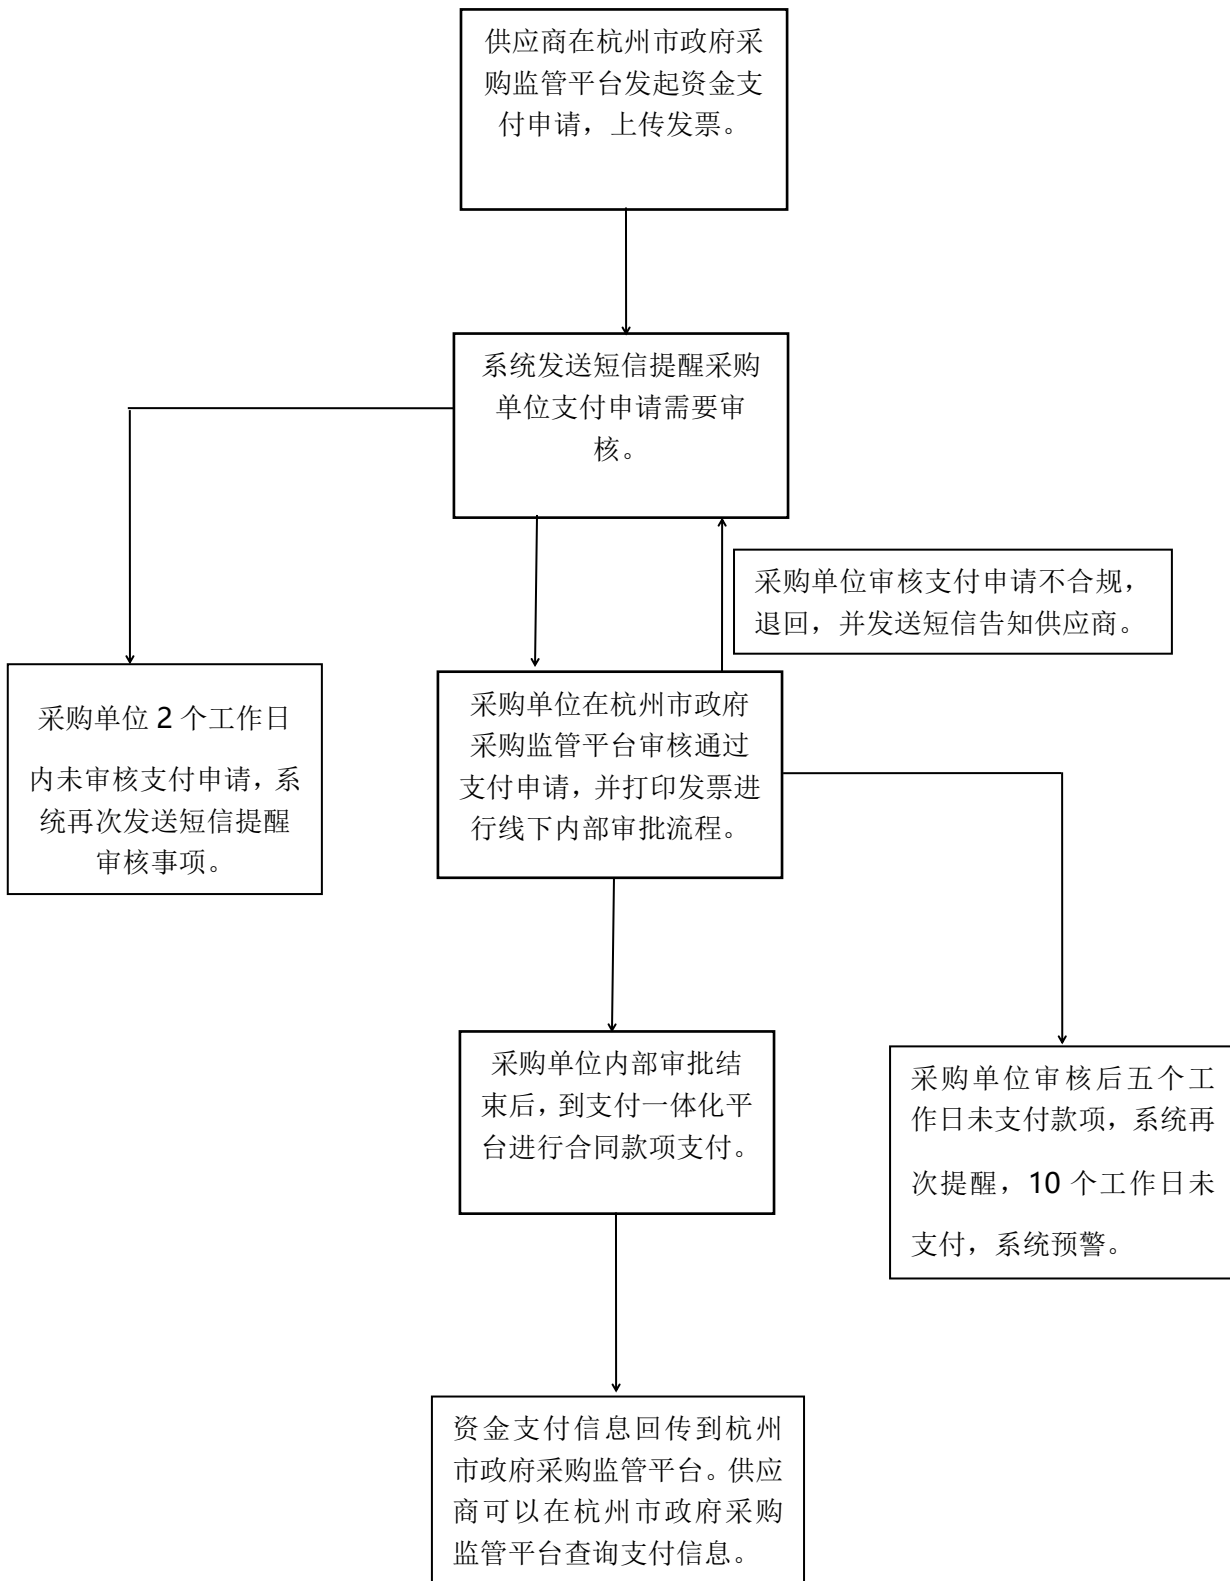 供应商在杭州市政府采
购监管平台发起资金支
付申请，上传发票。
系统发送短信提醒采购
单位支付申请需要审
核。
采购单位审核支付申请不合规，
退回，并发送短信告知供应商。
采购单位 2 个工作日
内未审核支付申请，系
统再次发送短信提醒
审核事项。
采购单位在杭州市政府
采购监管平台审核通过
支付申请，并打印发票进
行线下内部审批流程。
采购单位内部审批结
束后，到支付一体化平
台进行合同款项支付。
采购单位审核后五个工
作日未支付款项，系统再
次提醒，10 个工作日未
支付，系统预警。
资金支付信息回传到杭州
市政府采购监管平台。供应
商可以在杭州市政府采购
监管平台查询支付信息。